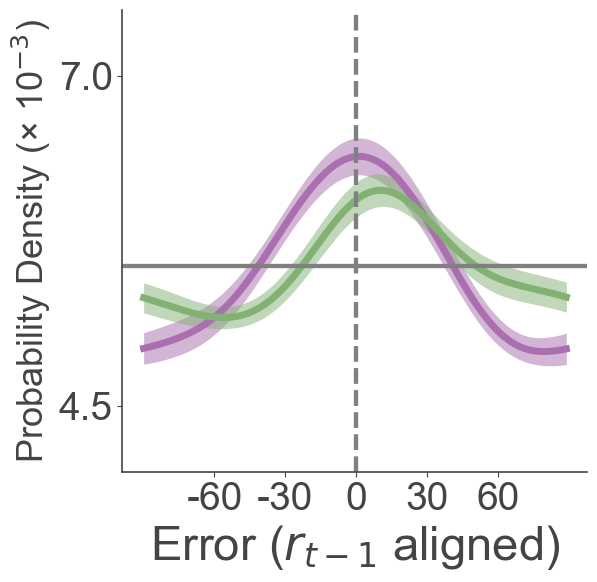 Probability Density (× 10⁻³)
7.0
4.5
-60 -30 0 30 60
Error (rₜ₋₁ aligned)